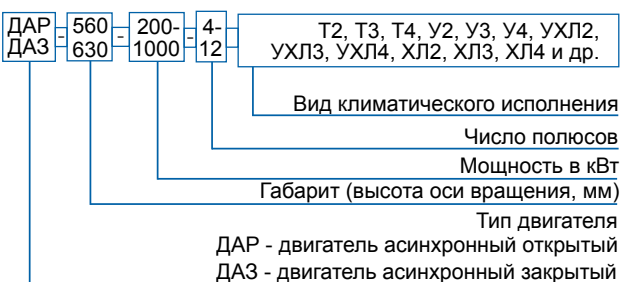 ДАР - 560 - 200- - 4- Т2, Т3, Т4, У2, У3, У4, УХЛ2,
ДАЗ 630 1000 12 УХЛ3, УХЛ4, ХЛ2, ХЛ3, ХЛ4 и др.
Вид климатического исполнения
Число полюсов
Мощность в кВт
Габарит (высота оси вращения, мм)
Тип двигателя
ДАР - двигатель асинхронный открытый
ДАЗ - двигатель асинхронный закрытый